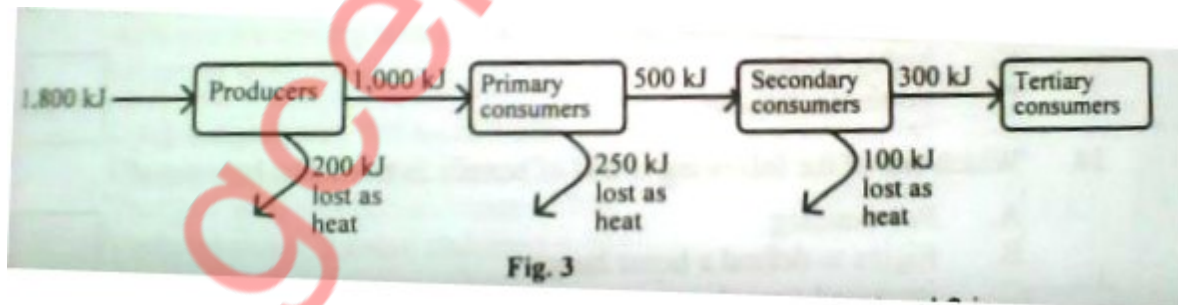 1,800 kJ
Producers
1,000 kJ
Primary
consumers
500 kJ
Secondary
consumers
300 kJ
Tertiary
consumers
200 kJ
lost as
heat
250 kJ
lost as
heat
100 kJ
lost as
heat
Fig. 3